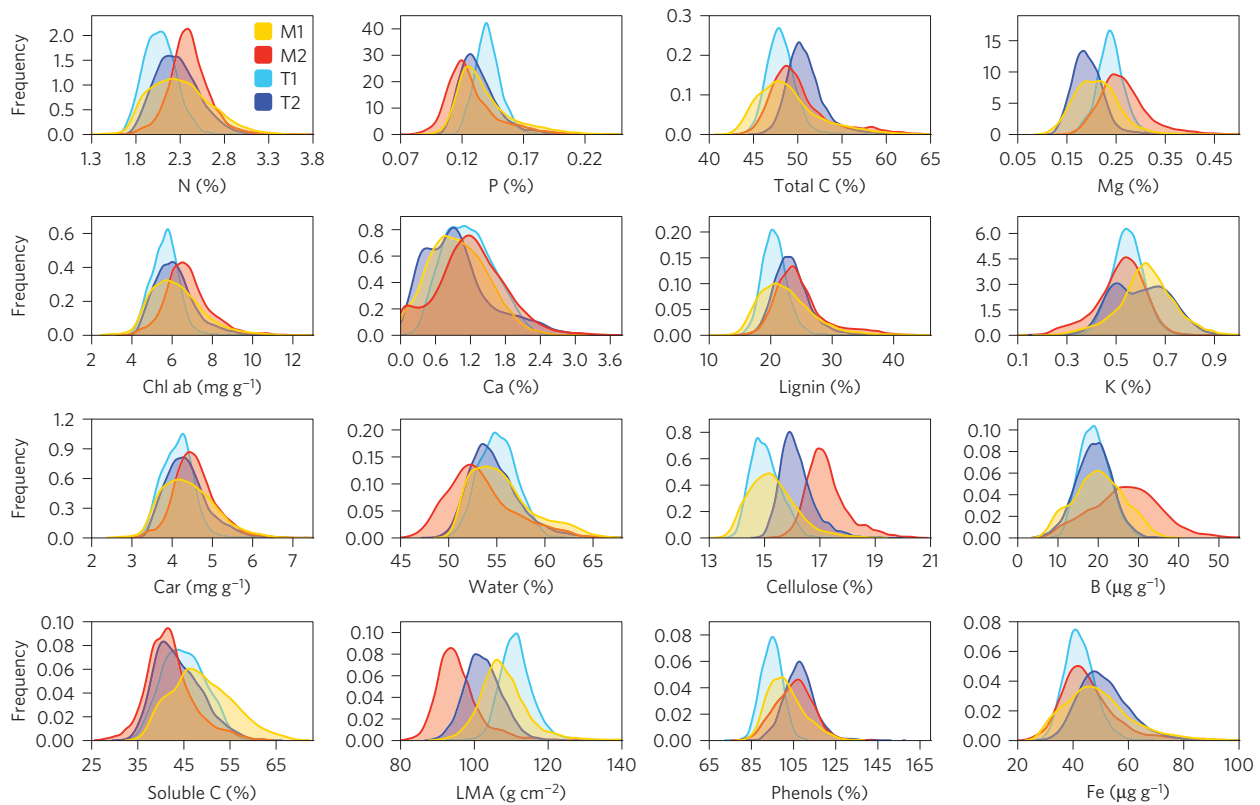 Frequency
2.0
1.5
1.0
0.5
0.0
1.3 1.8 2.3 2.8 3.3 3.8
N (%)
M1
M2
T1
T2
40
30
20
10
0
0.07 0.12 0.17 0.22
P (%)
0.3
0.2
0.1
0.0
40 45 50 55 60 65
Total C (%)
15
10
5
0
0.05 0.15 0.25 0.35 0.45
Mg (%)
Frequency
0.6
0.4
0.2
0.0
2 4 6 8 10 12
Chl ab (mg g⁻¹)
0.8
0.6
0.4
0.2
0.0
0.0 0.6 1.2 1.8 2.4 3.0 3.6
Ca (%)
0.20
0.15
0.10
0.05
0.00
10 20 30 40
Lignin (%)
6.0
4.5
3.0
1.5
0
0.1 0.3 0.5 0.7 0.9
K (%)
Frequency
1.2
0.9
0.6
0.3
0.0
2 3 4 5 6 7
Car (mg g⁻¹)
0.20
0.15
0.10
0.05
0.00
45 50 55 60 65
Water (%)
0.8
0.6
0.4
0.2
0.0
13 15 17 19 21
Cellulose (%)
0.10
0.08
0.06
0.04
0.02
0.00
0 10 20 30 40 50
B (µg g⁻¹)
Frequency
0.10
0.08
0.06
0.04
0.02
0.00
25 35 45 55 65
Soluble C (%)
0.10
0.08
0.06
0.04
0.02
0.00
80 100 120 140
LMA (g cm⁻²)
0.08
0.06
0.04
0.02
0.00
65 85 105 125 145 165
Phenols (%)
0.08
0.06
0.04
0.02
0.00
20 40 60 80 100
Fe (µg g⁻¹)